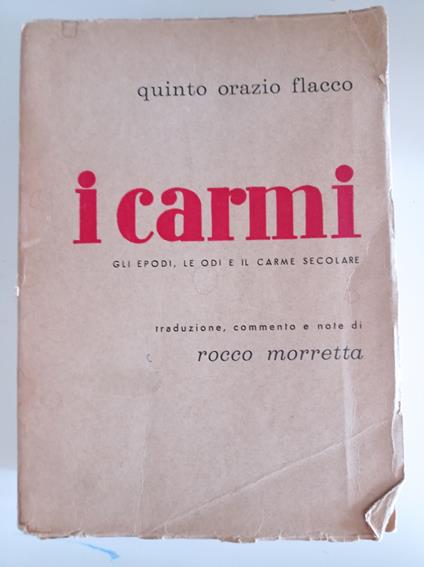 quinto orazio flacco
i carmi
GLI EPODI, LE ODI E IL CARME SECOLARE
traduzione, commento e note di
rocco morretta